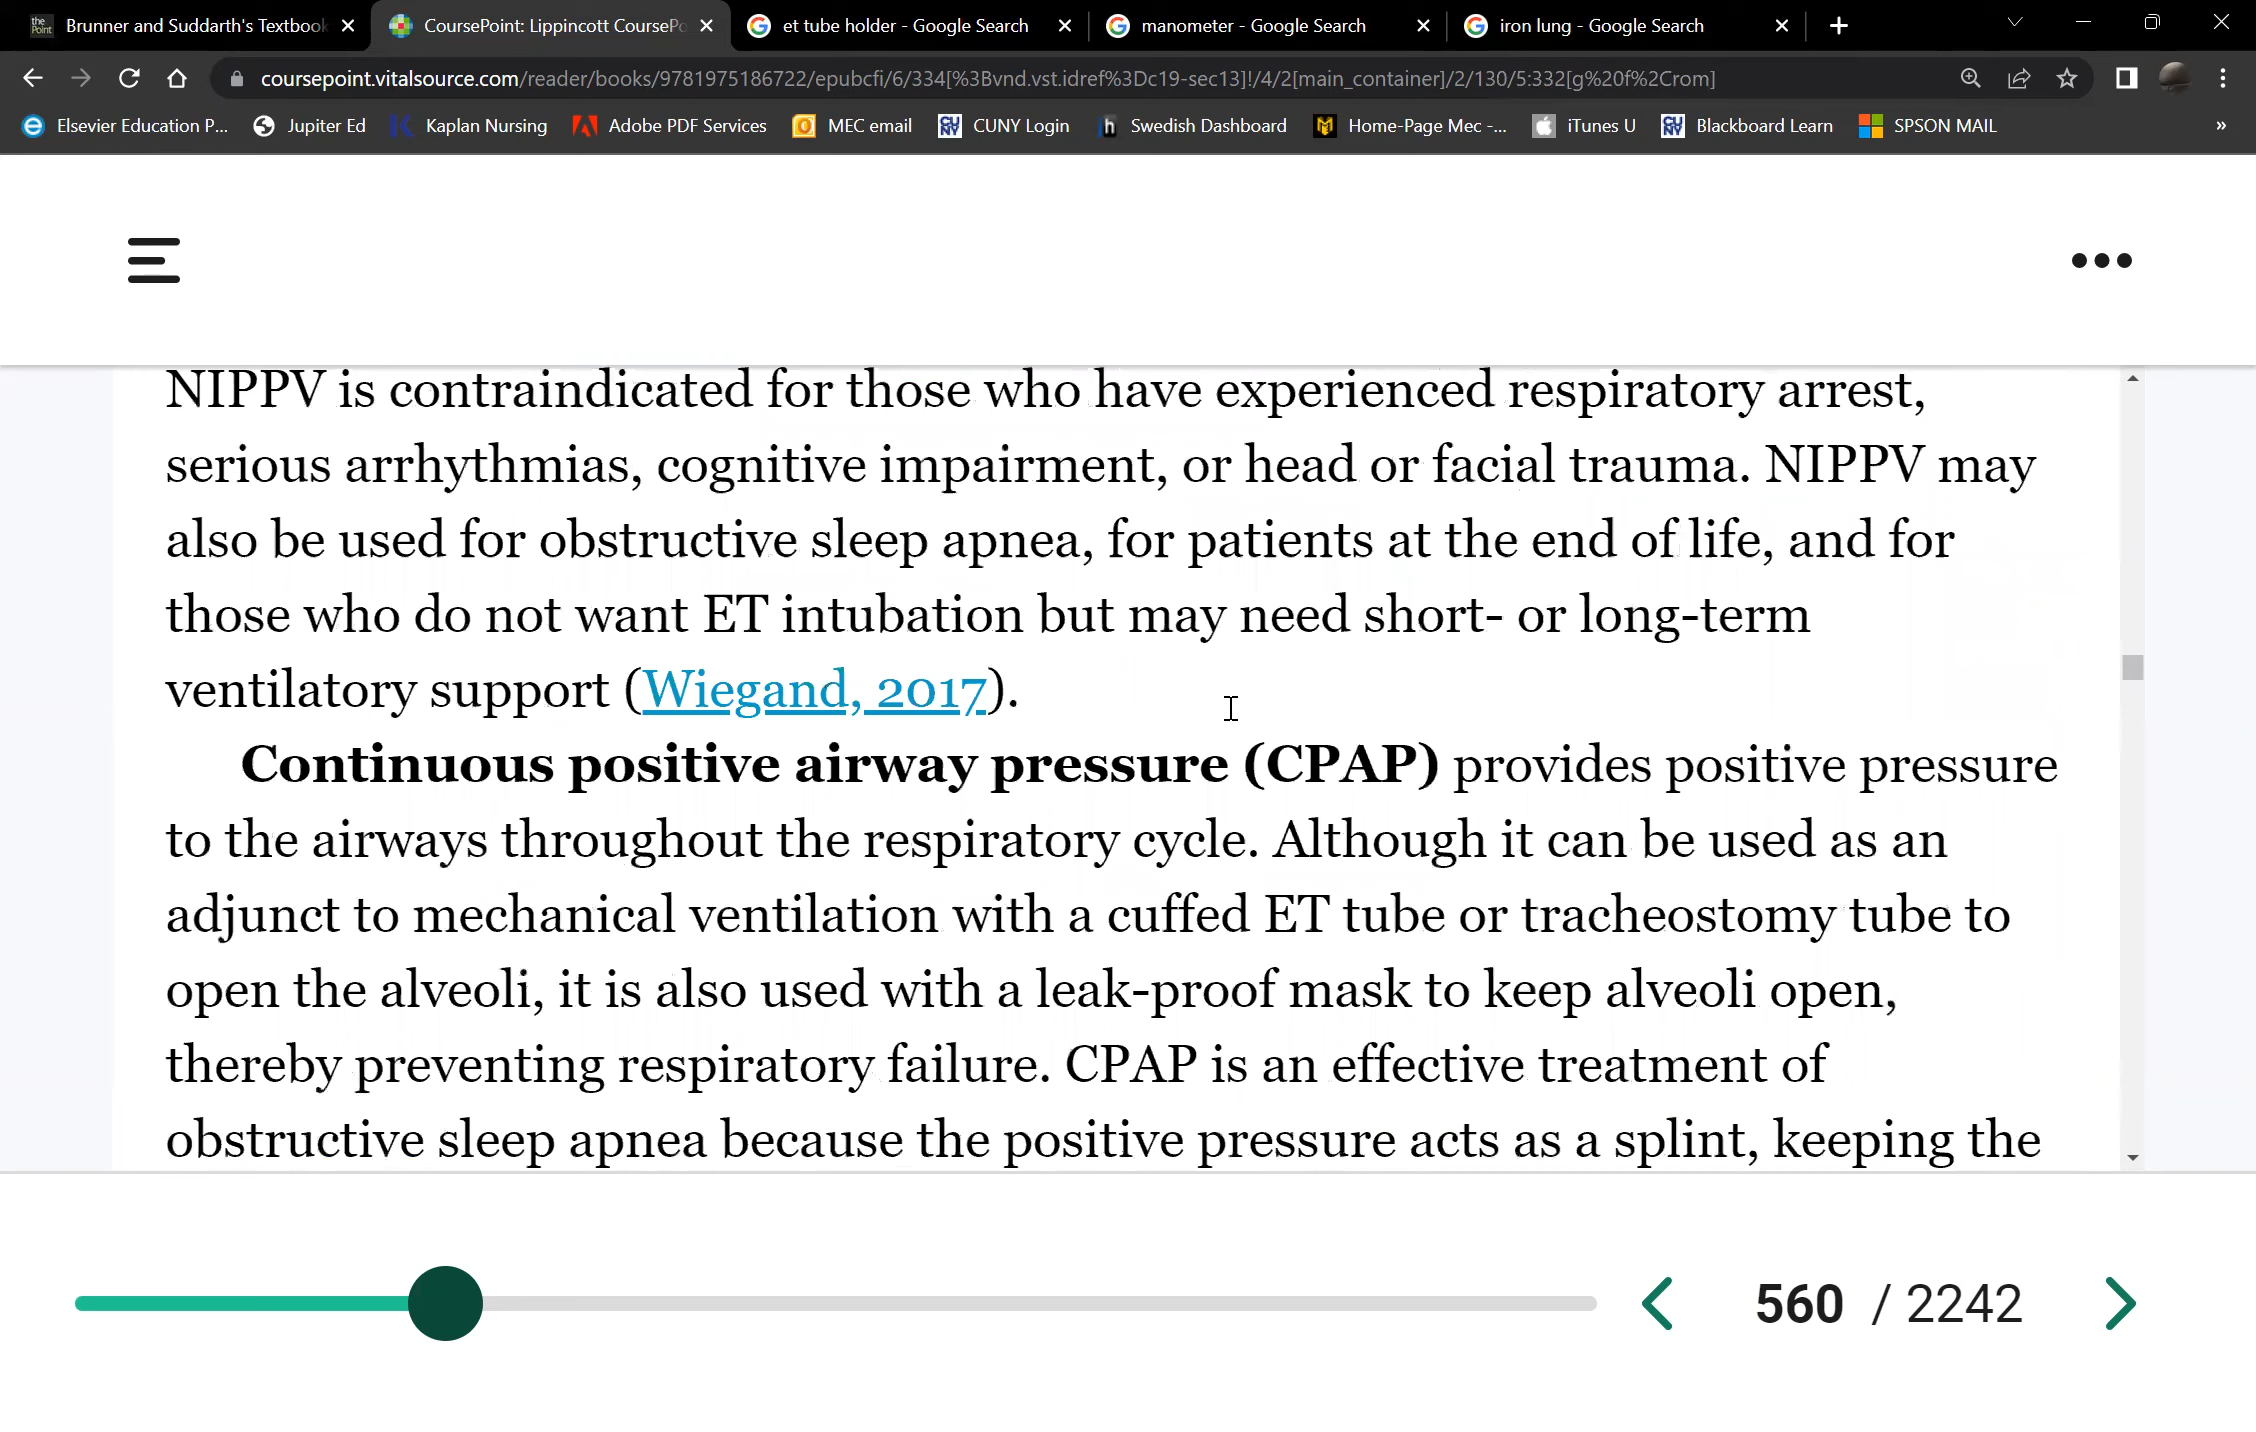 the Point
Brunner and Suddarth's Textbook
CoursePoint: Lippincott CoursePo
et tube holder - Google Search
manometer - Google Search
iron lung - Google Search
coursepoint.vitalsource.com/reader/books/9781975186722/epubcfi/6/334[%3Bvnd.vst.idref%3Dc19-sec13]!/4/2[main_container]/2/130/5:332[g%20f%2Crom]
Elsevier Education P...
Jupiter Ed
Kaplan Nursing
Adobe PDF Services
MEC email
CUNY Login
Swedish Dashboard
Home-Page Mec -...
iTunes U
Blackboard Learn
SPSON MAIL
»
NIPPV is contraindicated for those who have experienced respiratory arrest,
serious arrhythmias, cognitive impairment, or head or facial trauma. NIPPV may
also be used for obstructive sleep apnea, for patients at the end of life, and for
those who do not want ET intubation but may need short- or long-term
ventilatory support (Wiegand, 2017).
Continuous positive airway pressure (CPAP) provides positive pressure
to the airways throughout the respiratory cycle. Although it can be used as an
adjunct to mechanical ventilation with a cuffed ET tube or tracheostomy tube to
open the alveoli, it is also used with a leak-proof mask to keep alveoli open,
thereby preventing respiratory failure. CPAP is an effective treatment of
obstructive sleep apnea because the positive pressure acts as a splint, keeping the
560 / 2242